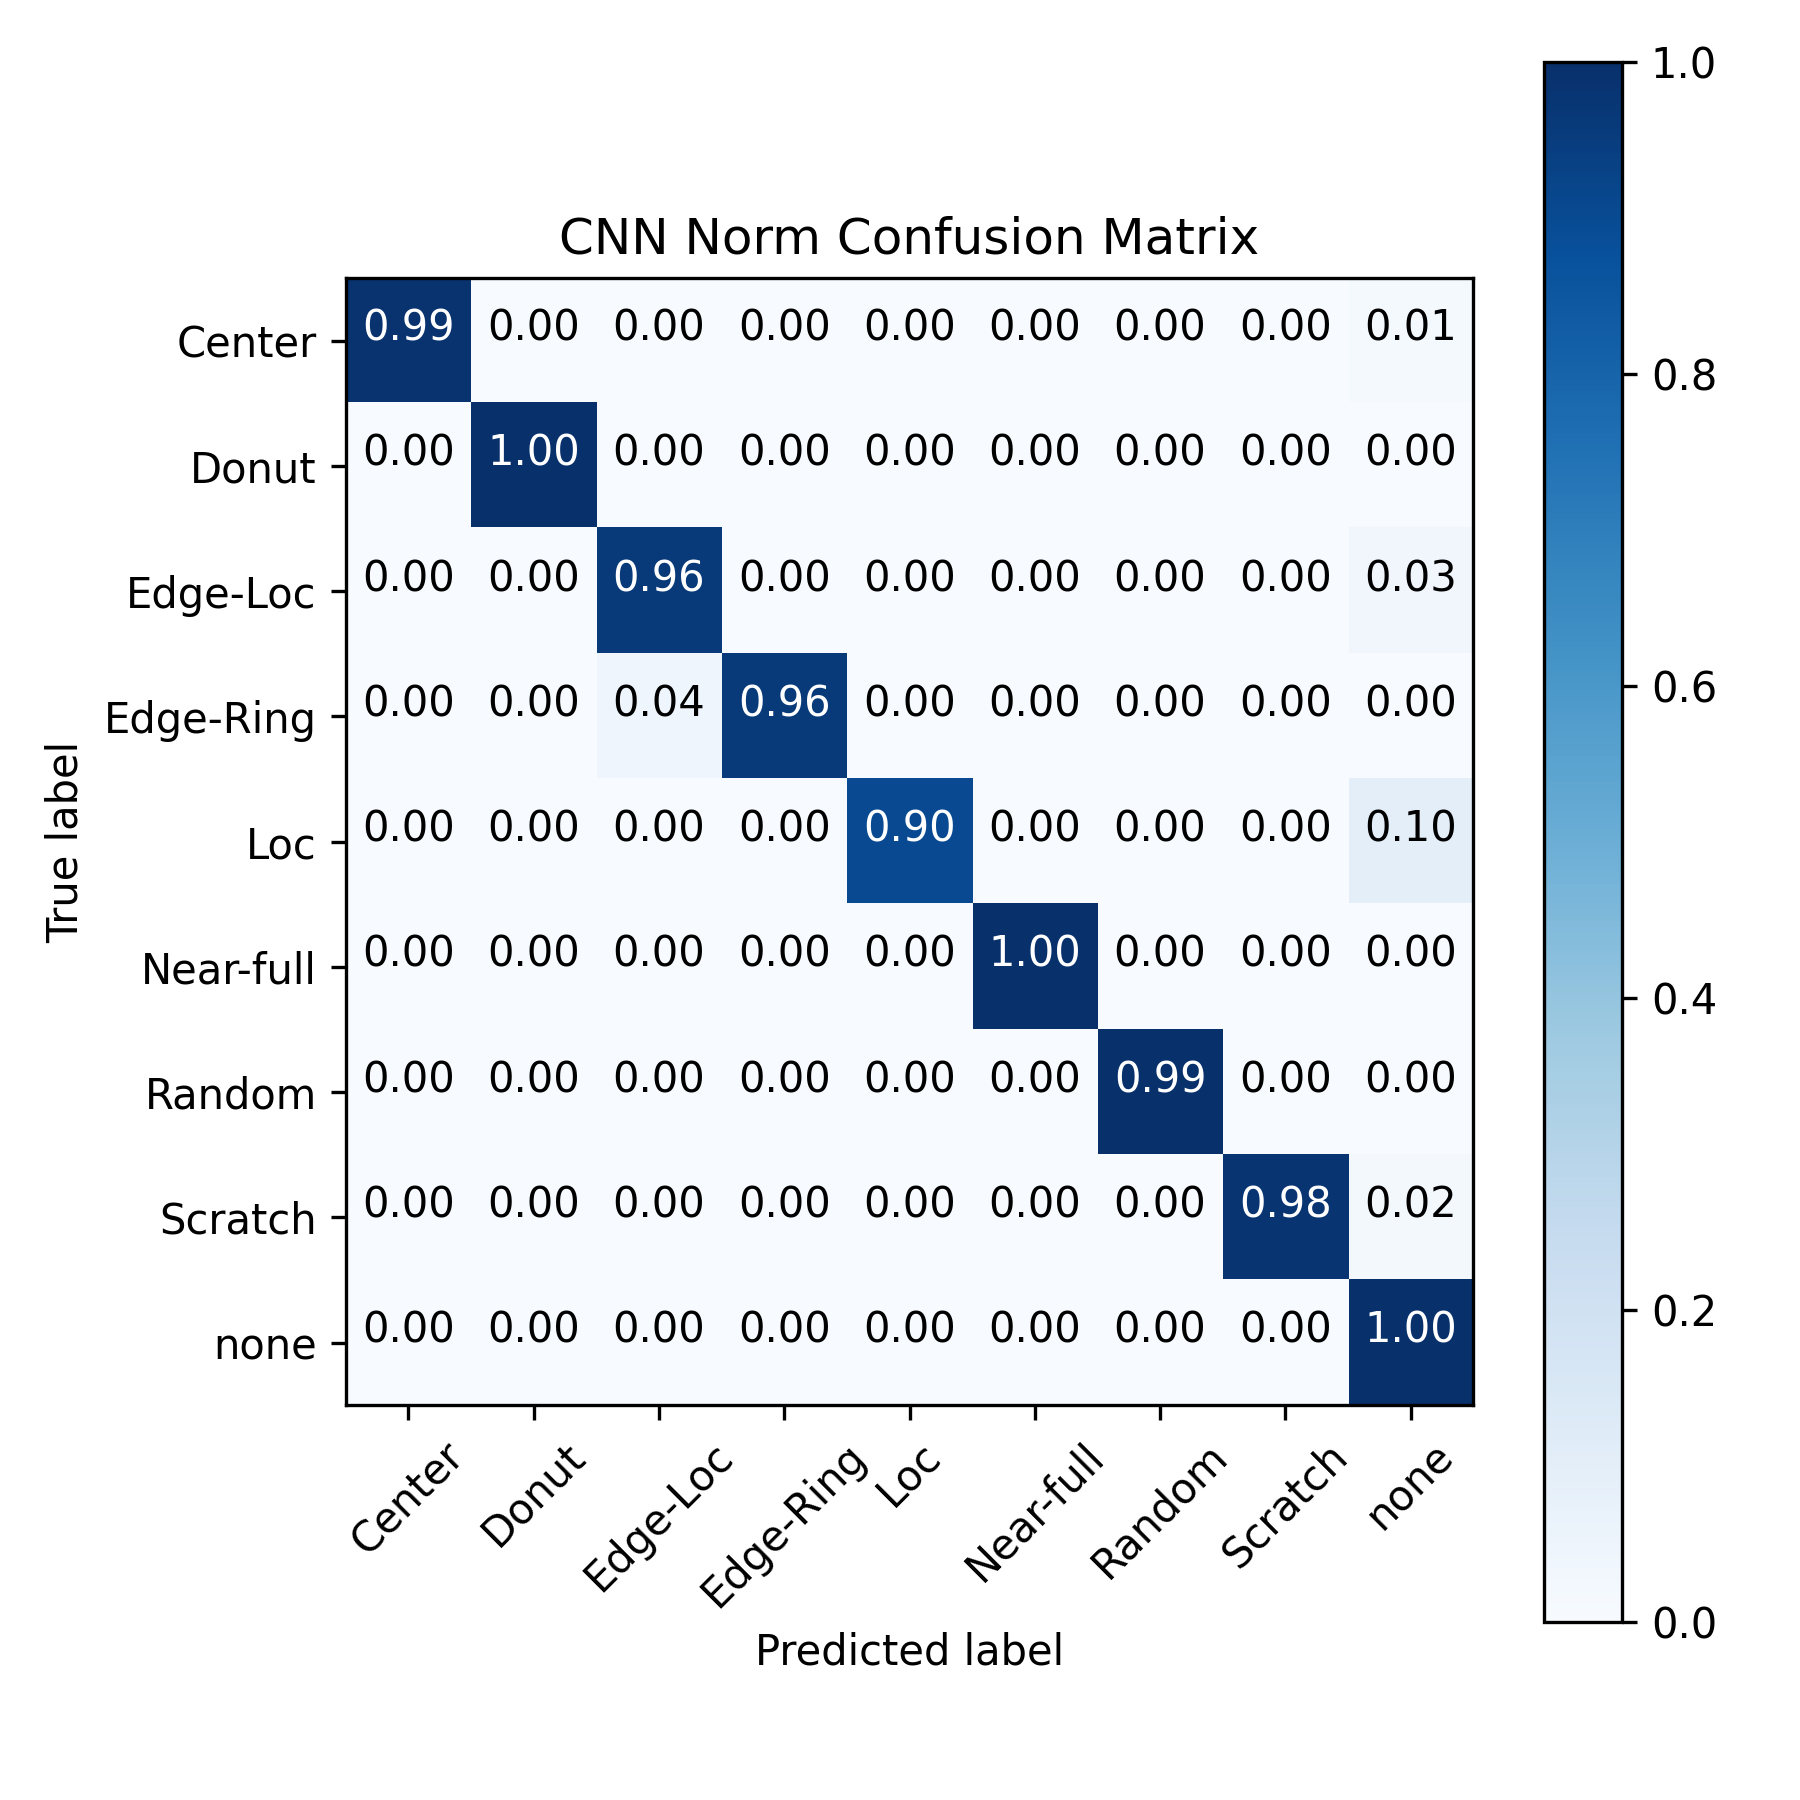 CNN Norm Confusion Matrix
Center 0.99 0.00 0.00 0.00 0.00 0.00 0.00 0.00 0.01
Donut 0.00 1.00 0.00 0.00 0.00 0.00 0.00 0.00 0.00
Edge-Loc 0.00 0.00 0.96 0.00 0.00 0.00 0.00 0.00 0.03
Edge-Ring 0.00 0.00 0.04 0.96 0.00 0.00 0.00 0.00 0.00
Loc 0.00 0.00 0.00 0.00 0.90 0.00 0.00 0.00 0.10
Near-full 0.00 0.00 0.00 0.00 0.00 1.00 0.00 0.00 0.00
Random 0.00 0.00 0.00 0.00 0.00 0.00 0.99 0.00 0.00
Scratch 0.00 0.00 0.00 0.00 0.00 0.00 0.00 0.98 0.02
none 0.00 0.00 0.00 0.00 0.00 0.00 0.00 0.00 1.00
True label
Center Donut Edge-Loc Edge-Ring Loc Near-full Random Scratch none
Predicted label
1.0
0.8
0.6
0.4
0.2
0.0